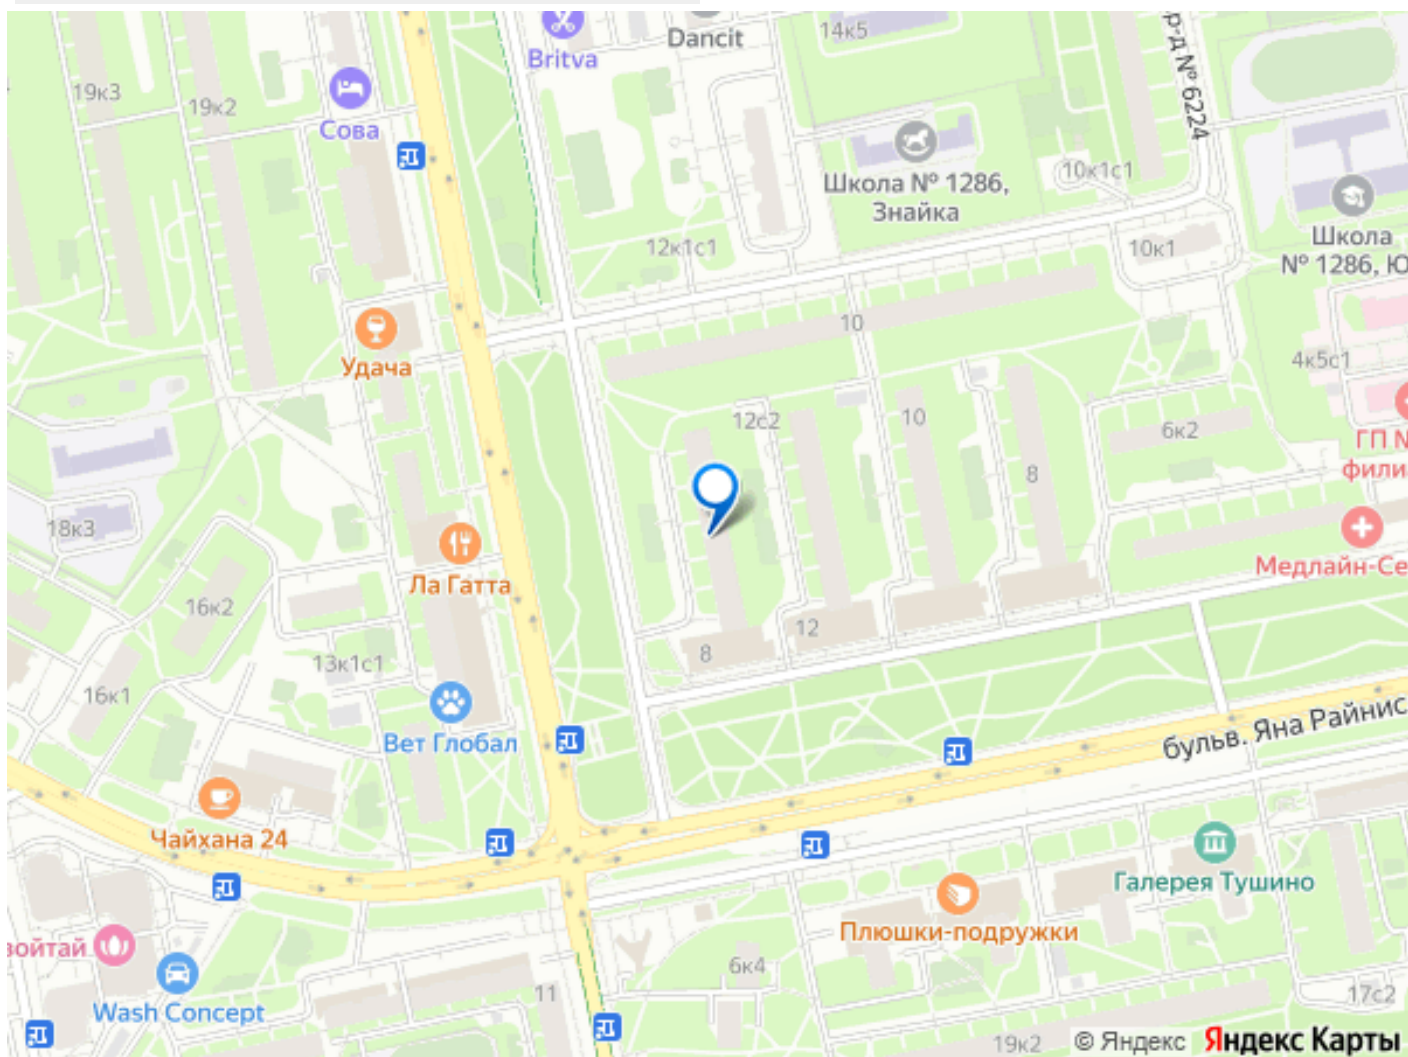 Dancit
14к5
Britva
р-д № 6224
19к3
19к2
Сова
Школа № 1286,
Знайка
10к1с1
12к1с1
10к1
Школа
№ 1286, Ю
10
Удача
4к5с1
12с2
10
6к2
ГП №
фили
8
18к3
Медлайн-Се
Ла Гатта
16к2
12
8
13к1с1
16к1
бульв. Яна Райнис
Вет Глобал
Чайхана 24
Галерея Тушино
Плюшки-подружки
войтай
6к4
11
17с2
Wash Concept
19к2
© Яндекс Яндекс Карты